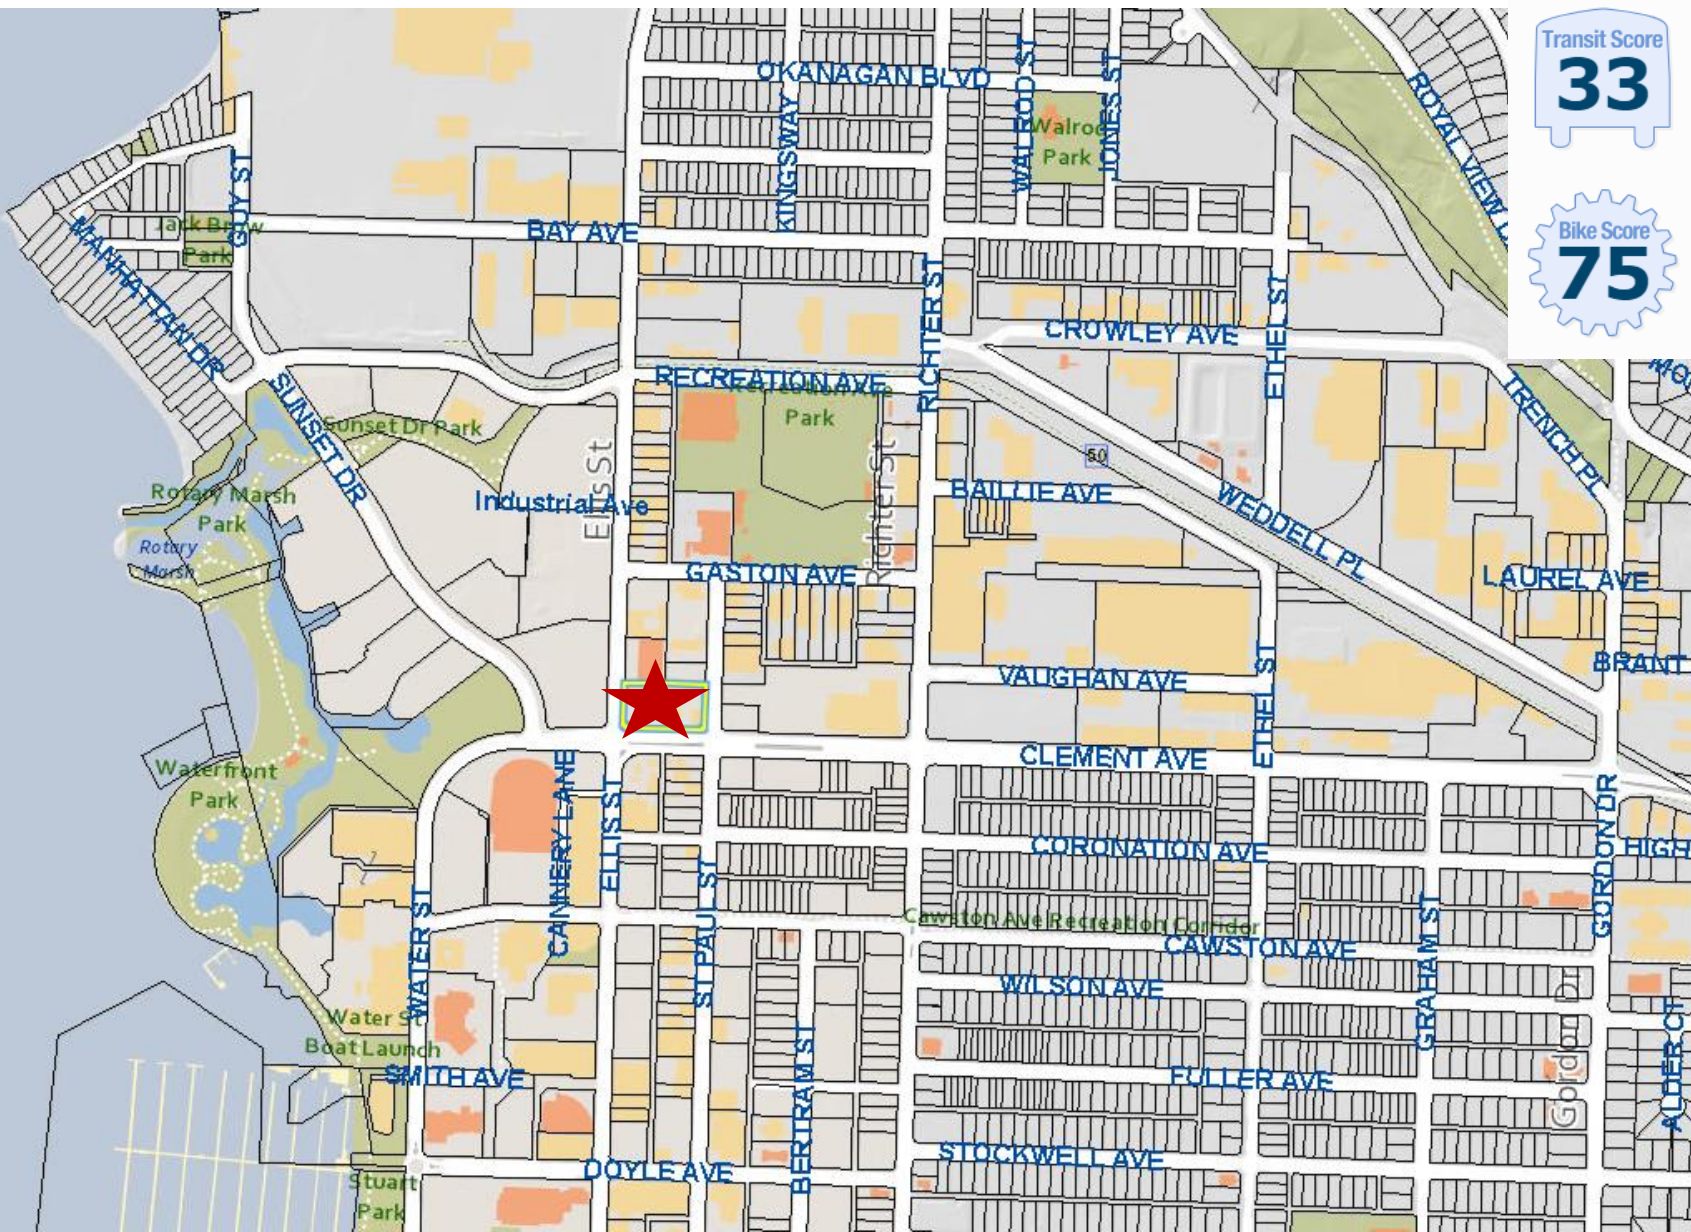 Transit Score
33
Bike Score
75
OKANAGAN BLVD
WALROD ST
JONES ST
KINGSWAY
Walrod
Park
ROYAL VIEW D
GUY ST
Jack Brow
Park
BAY AVE
MANHATTAN DR
RICHTER ST
ETHEL ST
CROWLEY AVE
RECREATION AVE
Recreation Ave
Park
TRENCH PL
SUNSET DR
Sunset Dr Park
Ellis St
Richter St
50
Rotary Marsh
Park
Industrial Ave
BAILLIE AVE
WEDDELL PL
Rotary
Marsh
GASTON AVE
LAUREL AVE
VAUGHAN AVE
ETHEL ST
BRANT
CLEMENT AVE
Waterfront
Park
CANNERY LANE
ELLIS ST
GORDON DR
CORONATION AVE
HIGH
WATER ST
ST PAUL ST
Cawston Ave Recreation Corridor
CAWSTON AVE
GRAHAM ST
WILSON AVE
Gordon Dr
Water St
Boat Launch
SMITH AVE
BERTRAM ST
FULLER AVE
ALDER CT
DOYLE AVE
STOCKWELL AVE
Stuart
Park